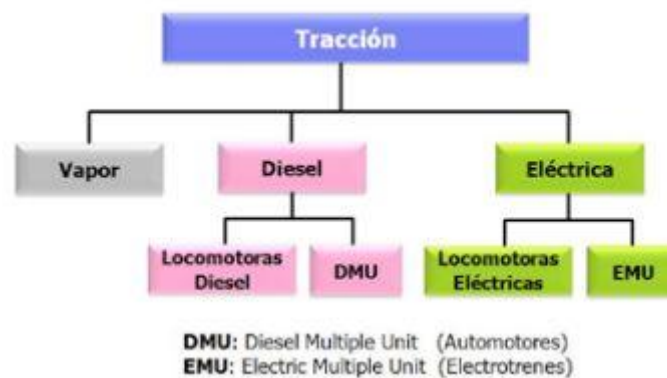 Tracción
Vapor
Diesel
Eléctrica
Locomotoras
Diesel
DMU
Locomotoras
Eléctricas
EMU
DMU: Diesel Multiple Unit (Automotores)
EMU: Electric Multiple Unit (Electrotrenes)